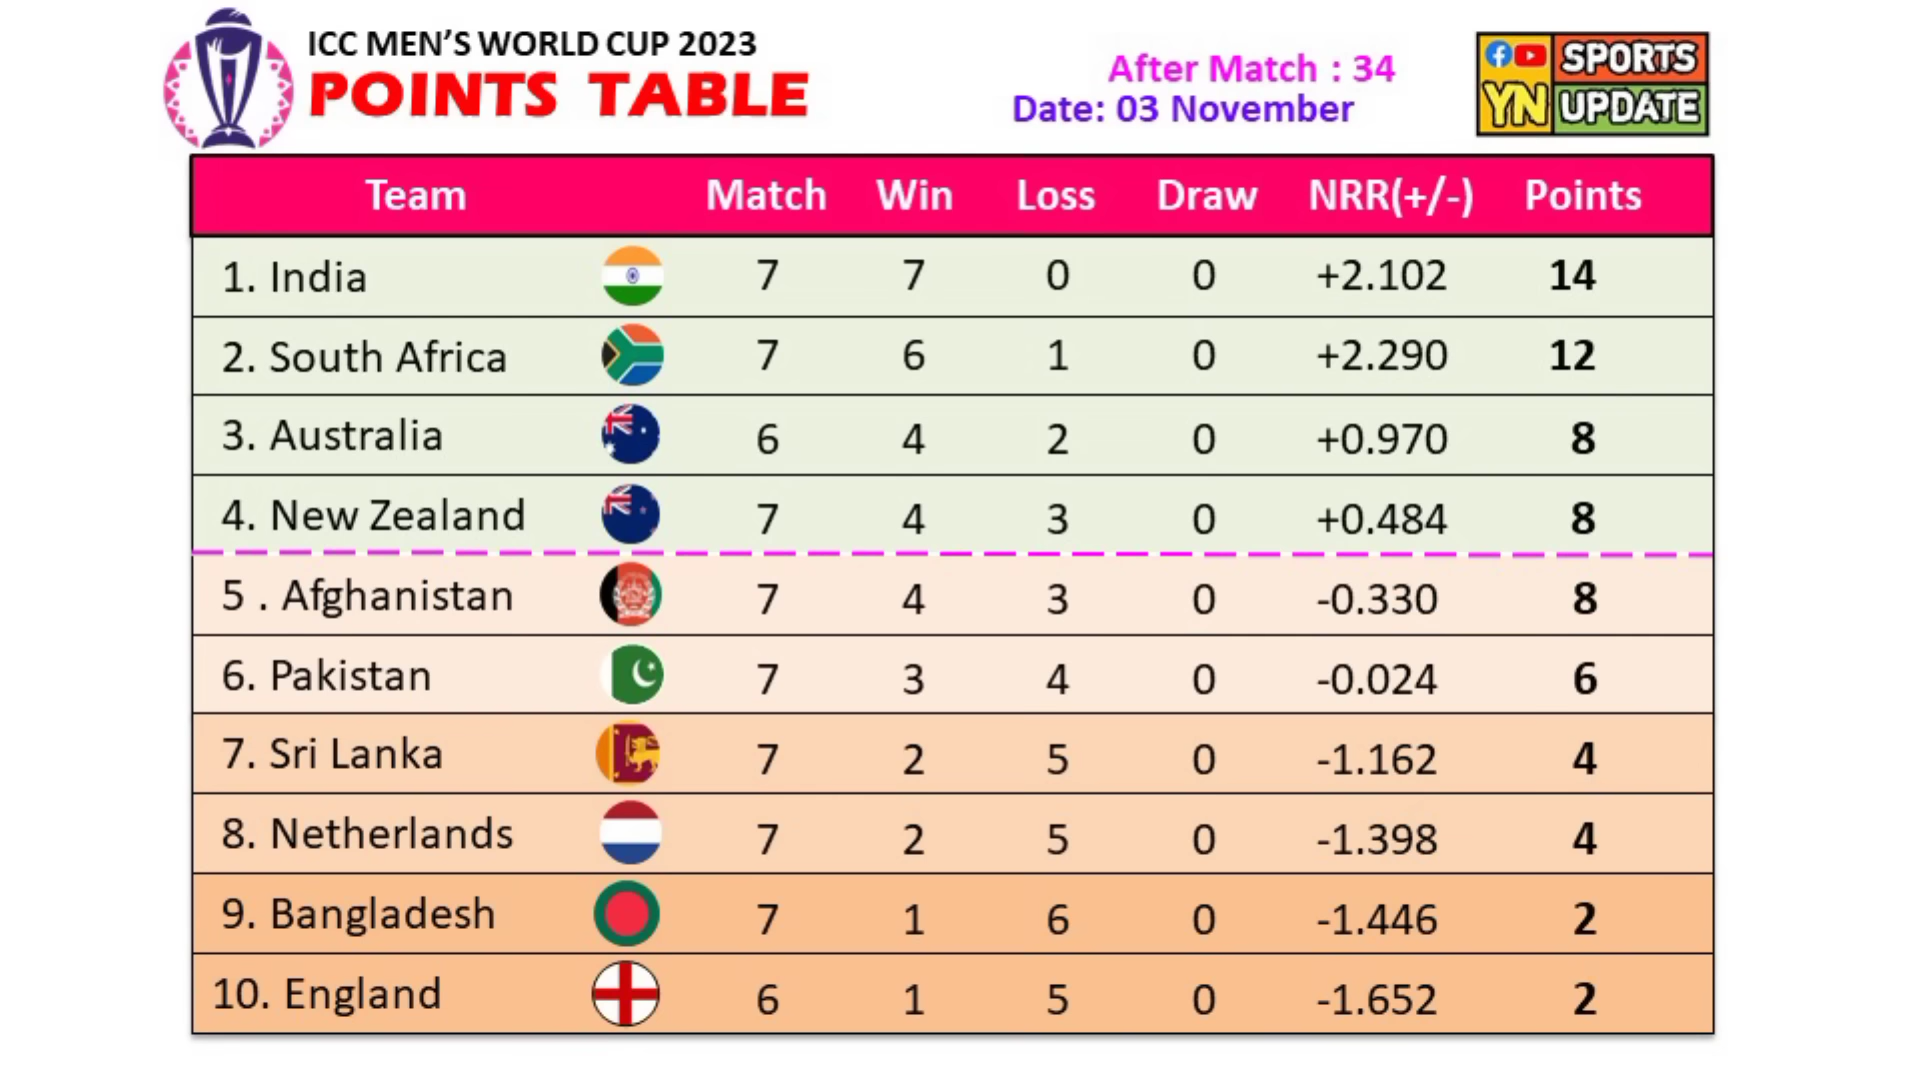 ICC MEN'S WORLD CUP 2023
POINTS TABLE
After Match : 34
Date: 03 November
SPORTS
YN UPDATE
Team Match Win Loss Draw NRR(+/-) Points
1. India 7 7 0 0 +2.102 14
2. South Africa 7 6 1 0 +2.290 12
3. Australia 6 4 2 0 +0.970 8
4. New Zealand 7 4 3 0 +0.484 8
5 . Afghanistan 7 4 3 0 -0.330 8
6. Pakistan 7 3 4 0 -0.024 6
7. Sri Lanka 7 2 5 0 -1.162 4
8. Netherlands 7 2 5 0 -1.398 4
9. Bangladesh 7 1 6 0 -1.446 2
10. England 6 1 5 0 -1.652 2